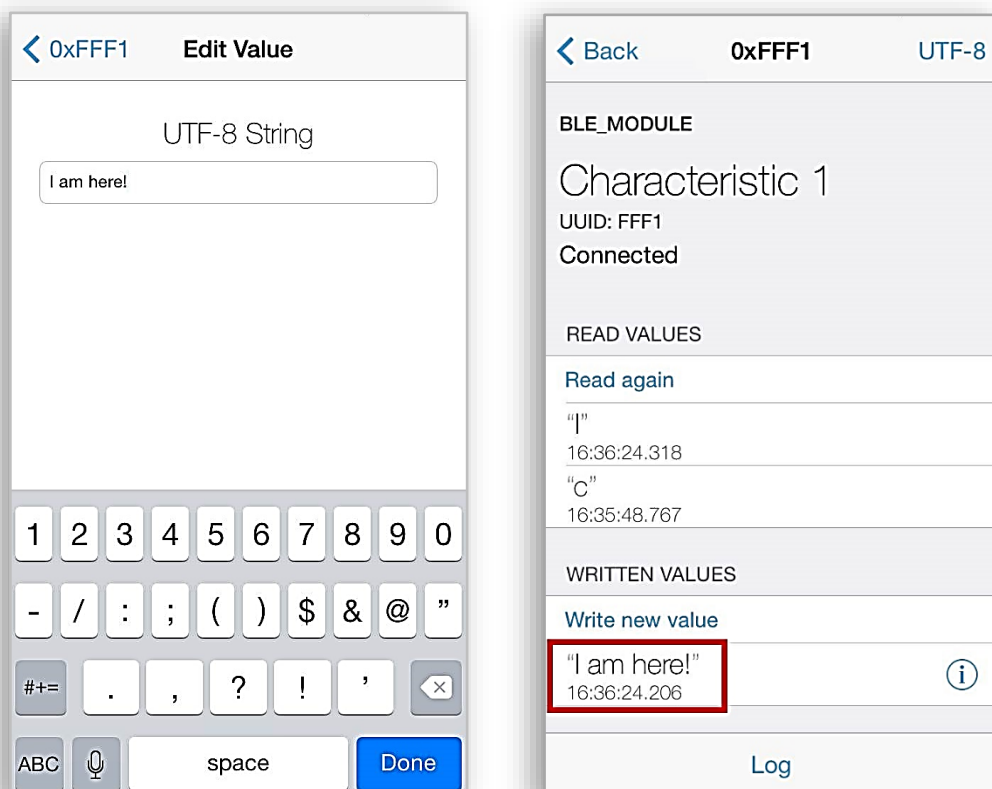 0xFFF1 Edit Value
UTF-8 String
I am here!
1 2 3 4 5 6 7 8 9 0
- / : ; ( ) $ & @ ”
#+= . , ? ! ’
ABC space Done
Back 0xFFF1 UTF-8
BLE_MODULE
Characteristic 1
UUID: FFF1
Connected
READ VALUES
Read again
“I”
16:36:24.318
“C”
16:35:48.767
WRITTEN VALUES
Write new value
“I am here!”
16:36:24.206
Log